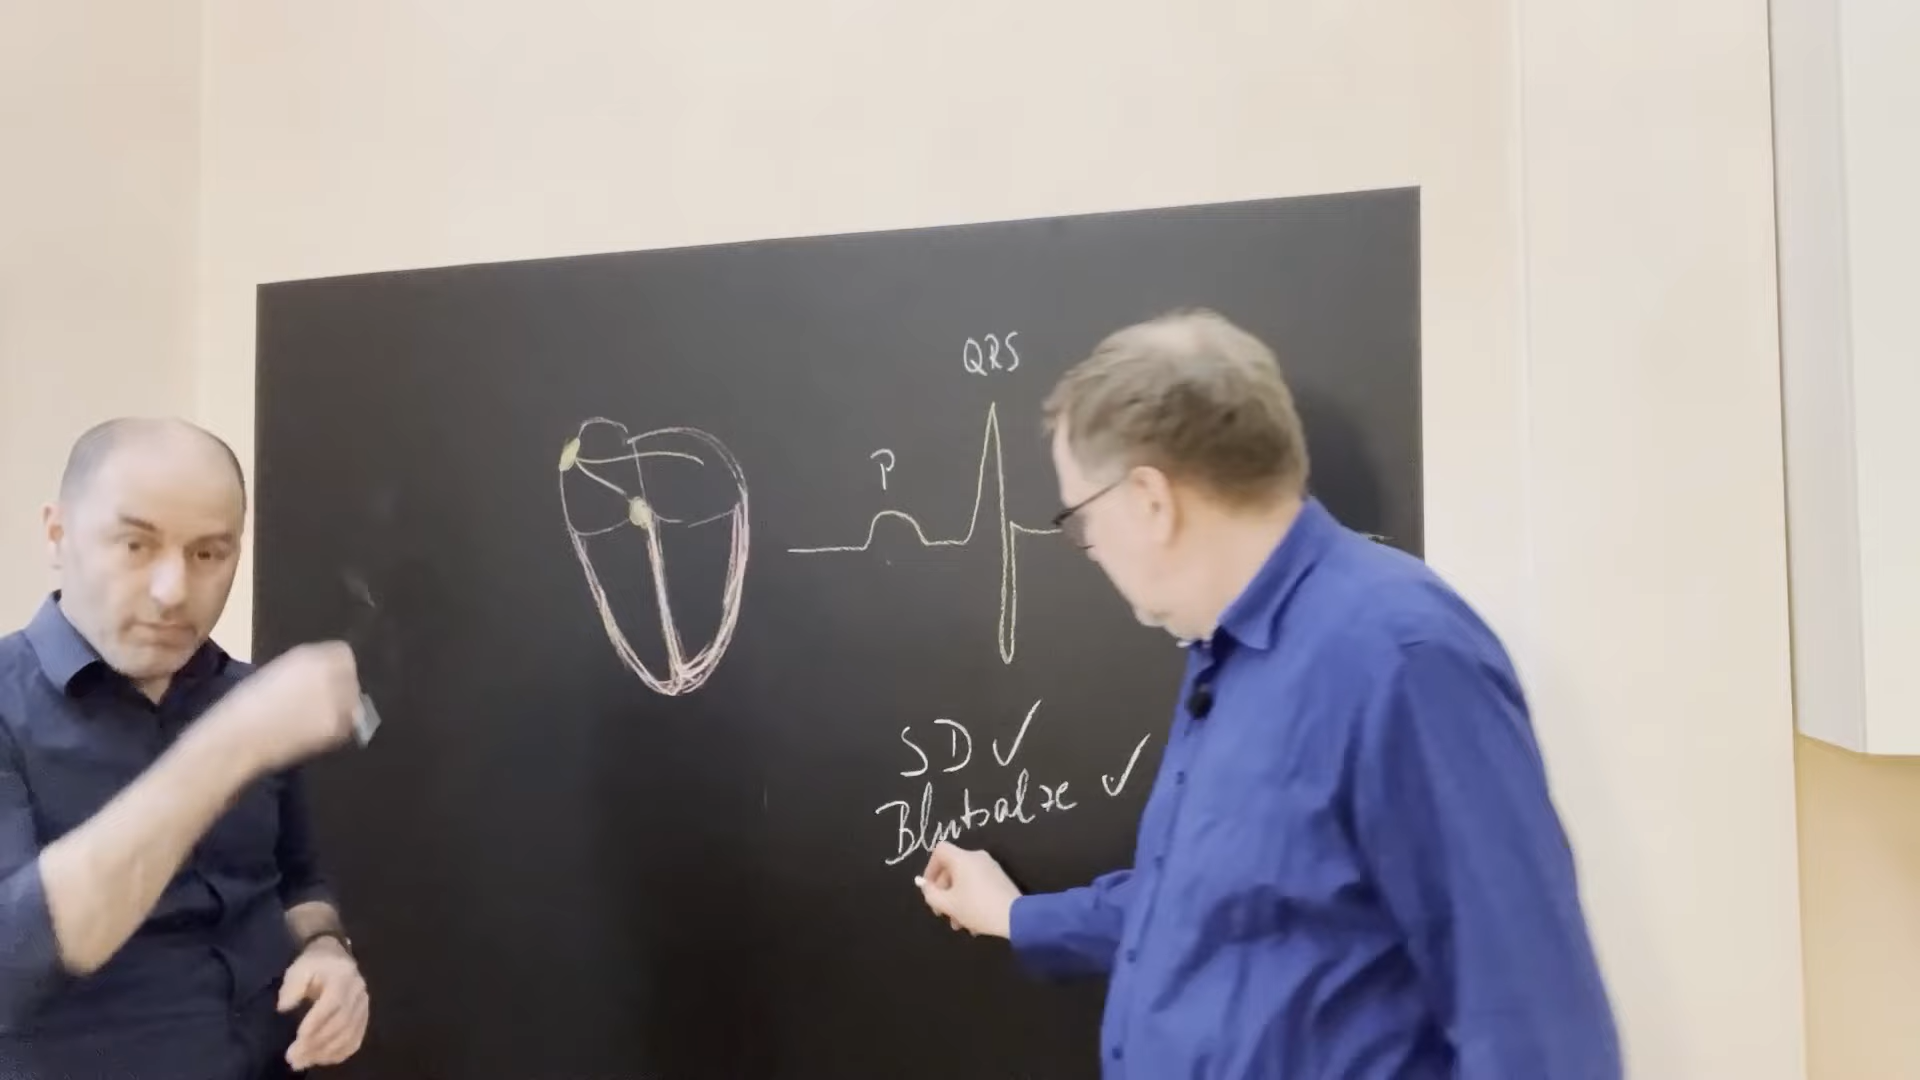 QRS
P
SD ✓
Blutsalze ✓